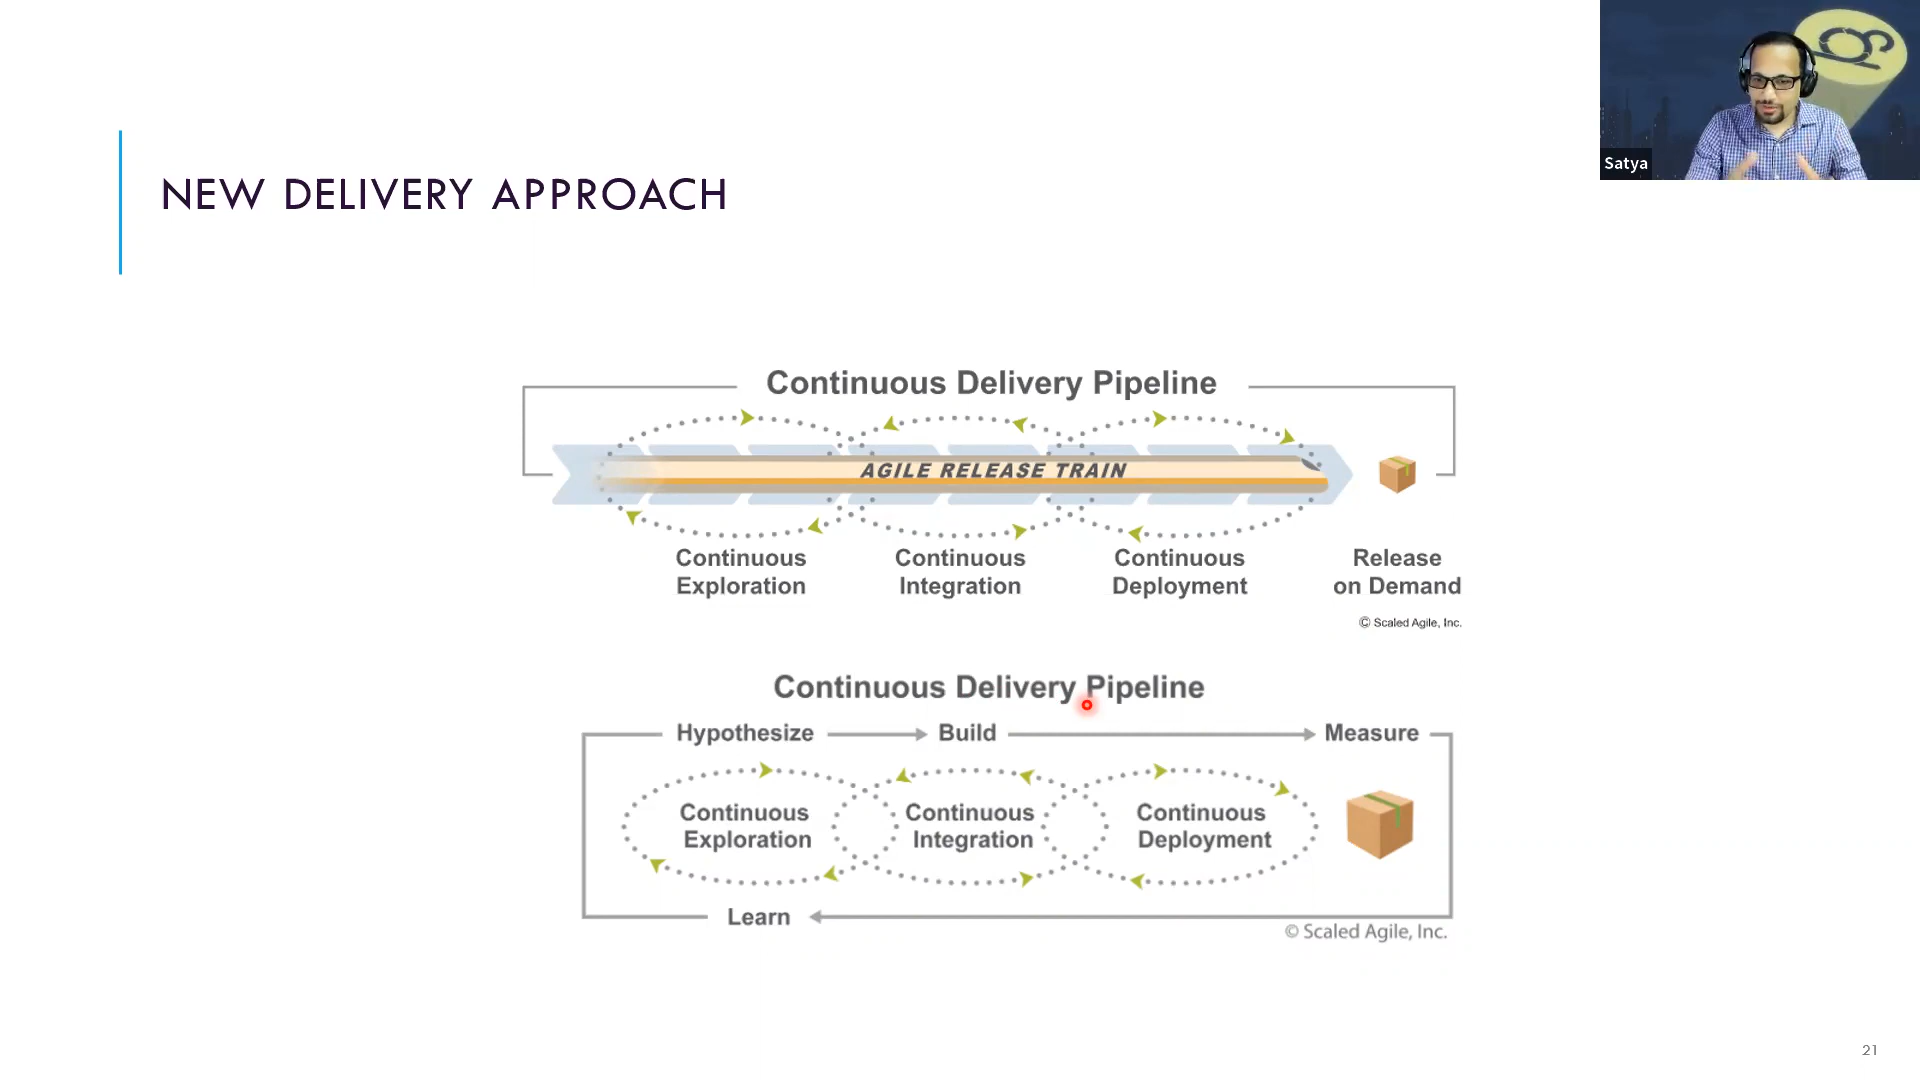 Satya
NEW DELIVERY APPROACH
Continuous Delivery Pipeline
AGILE RELEASE TRAIN
Continuous
Exploration
Continuous
Integration
Continuous
Deployment
Release
on Demand
© Scaled Agile, Inc.
Continuous Delivery Pipeline
Hypothesize
Build
Measure
Continuous
Exploration
Continuous
Integration
Continuous
Deployment
Learn
© Scaled Agile, Inc.
21